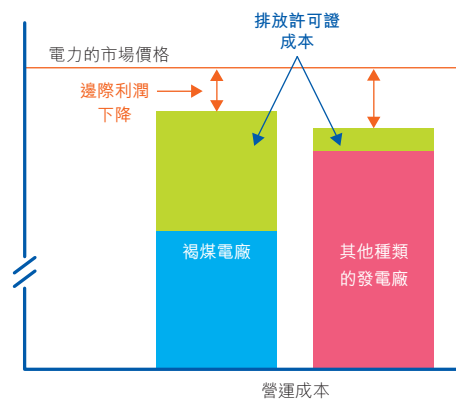 排放許可證
成本
電力的市場價格
邊際利潤
下降
褐煤電廠
其他種類
的發電廠
營運成本